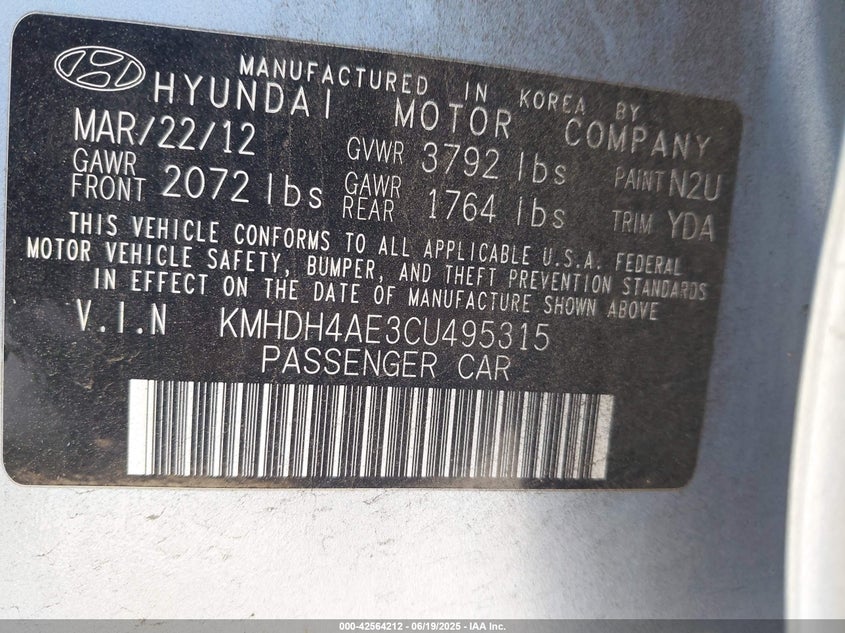 MANUFACTURED IN KOREA BY
HYUNDAI MOTOR COMPANY
MAR/22/12 GVWR 3792 lbs PAINT N2U
GAWR FRONT 2072 lbs GAWR REAR 1764 lbs TRIM YDA
THIS VEHICLE CONFORMS TO ALL APPLICABLE U.S.A. FEDERAL
MOTOR VEHICLE SAFETY, BUMPER, AND THEFT PREVENTION STANDARDS
IN EFFECT ON THE DATE OF MANUFACTURE SHOWN ABOVE
V.I.N KMHDH4AE3CU495315
PASSENGER CAR
000-42564212 | 06/19/2025 - IAA Inc.